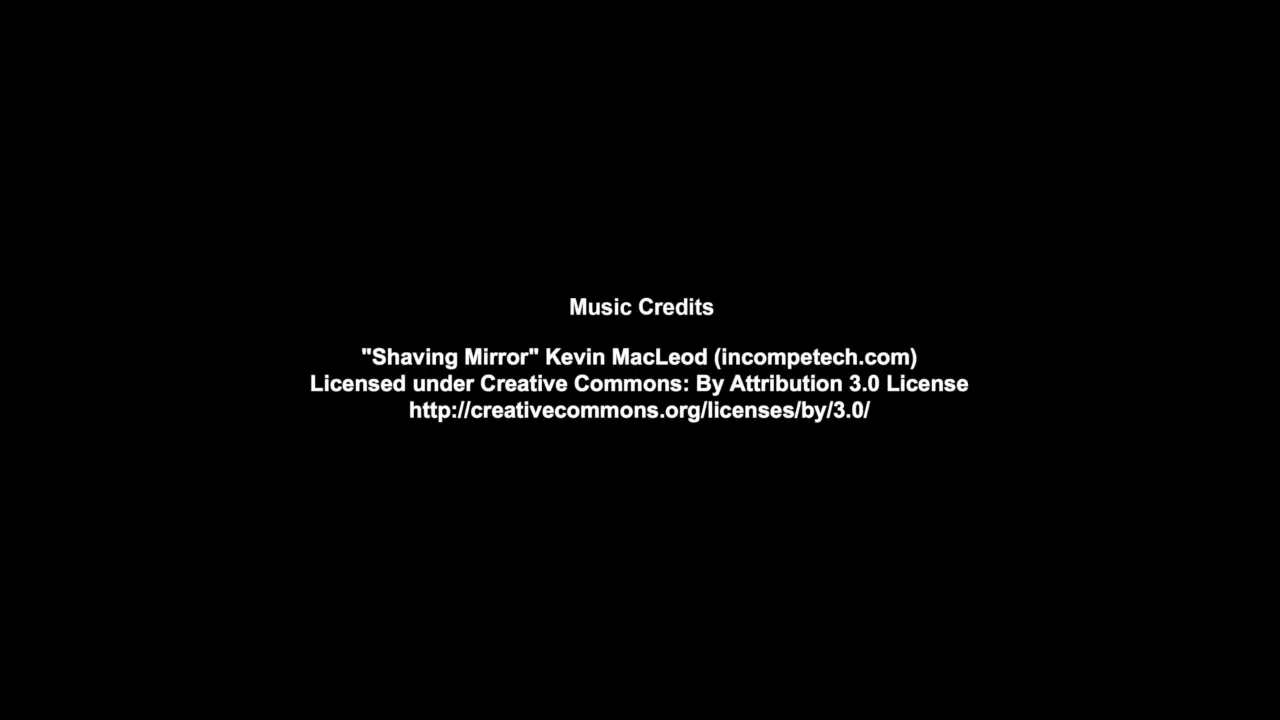 Music Credits
"Shaving Mirror" Kevin MacLeod (incompetech.com)
Licensed under Creative Commons: By Attribution 3.0 License
http://creativecommons.org/licenses/by/3.0/